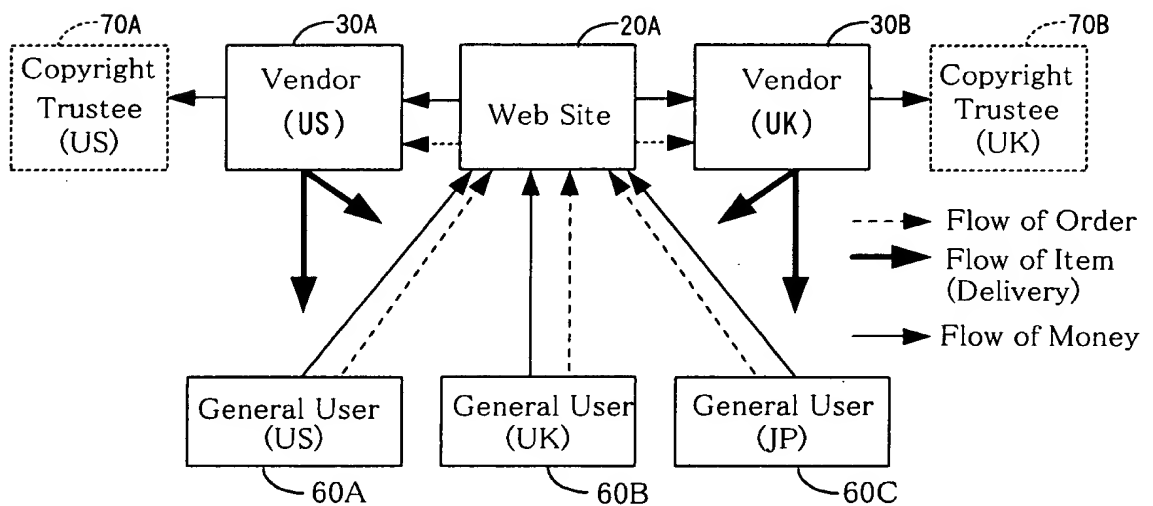 70A
30A
20A
30B
70B
Copyright
Trustee
(US)
Vendor
(US)
Web Site
Vendor
(UK)
Copyright
Trustee
(UK)
Flow of Order
Flow of Item
(Delivery)
Flow of Money
General User
(US)
General User
(UK)
General User
(JP)
60A
60B
60C